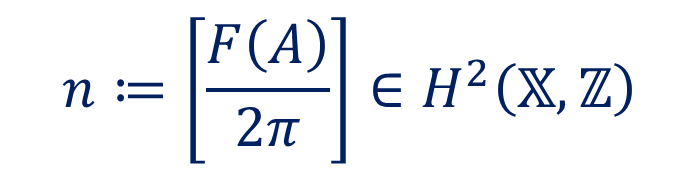 n ≔ [F(A)/2π] ∈ H²(𝕏, ℤ)